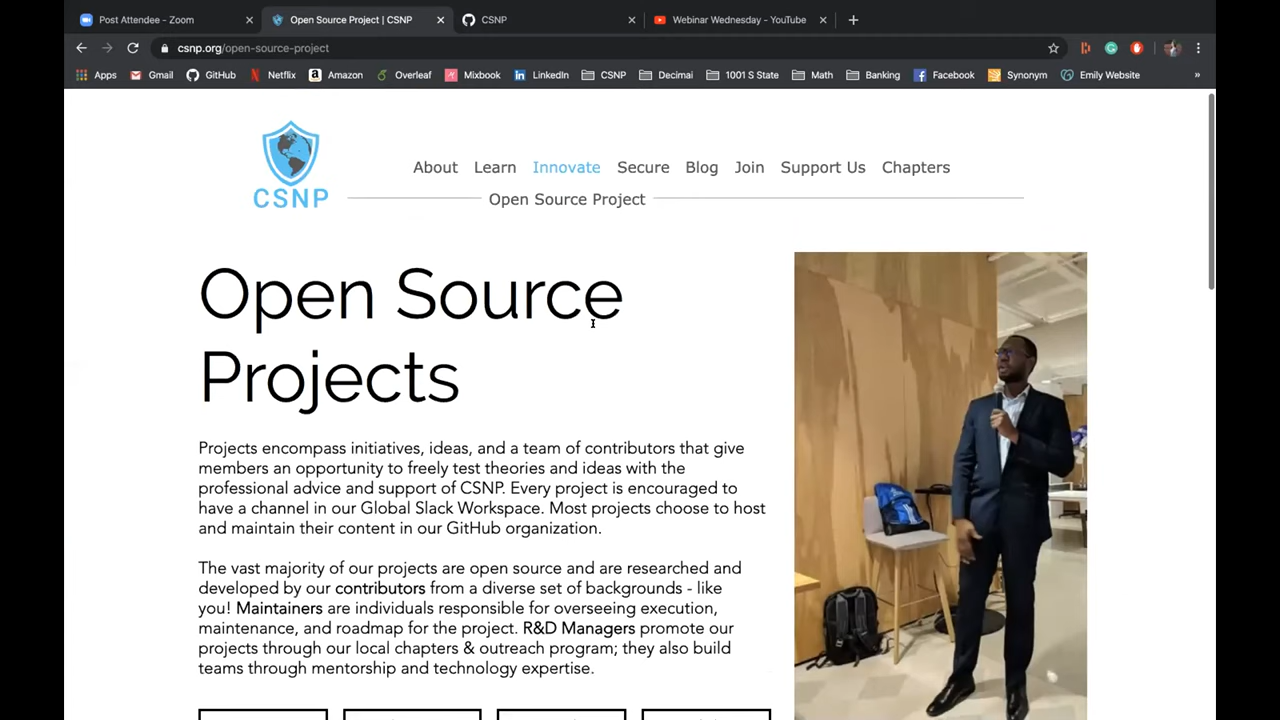 Post Attendee - Zoom
Open Source Project | CSNP
CSNP
Webinar Wednesday - YouTube
csnp.org/open-source-project
Apps Gmail GitHub Netflix Amazon Overleaf Mixbook LinkedIn CSNP Decimai 1001 S State Math Banking Facebook Synonym Emily Website »
CSNP
About Learn Innovate Secure Blog Join Support Us Chapters
Open Source Project
Open Source
Projects
Projects encompass initiatives, ideas, and a team of contributors that give
members an opportunity to freely test theories and ideas with the
professional advice and support of CSNP. Every project is encouraged to
have a channel in our Global Slack Workspace. Most projects choose to host
and maintain their content in our GitHub organization.
The vast majority of our projects are open source and are researched and
developed by our contributors from a diverse set of backgrounds - like
you! Maintainers are individuals responsible for overseeing execution,
maintenance, and roadmap for the project. R&D Managers promote our
projects through our local chapters & outreach program; they also build
teams through mentorship and technology expertise.